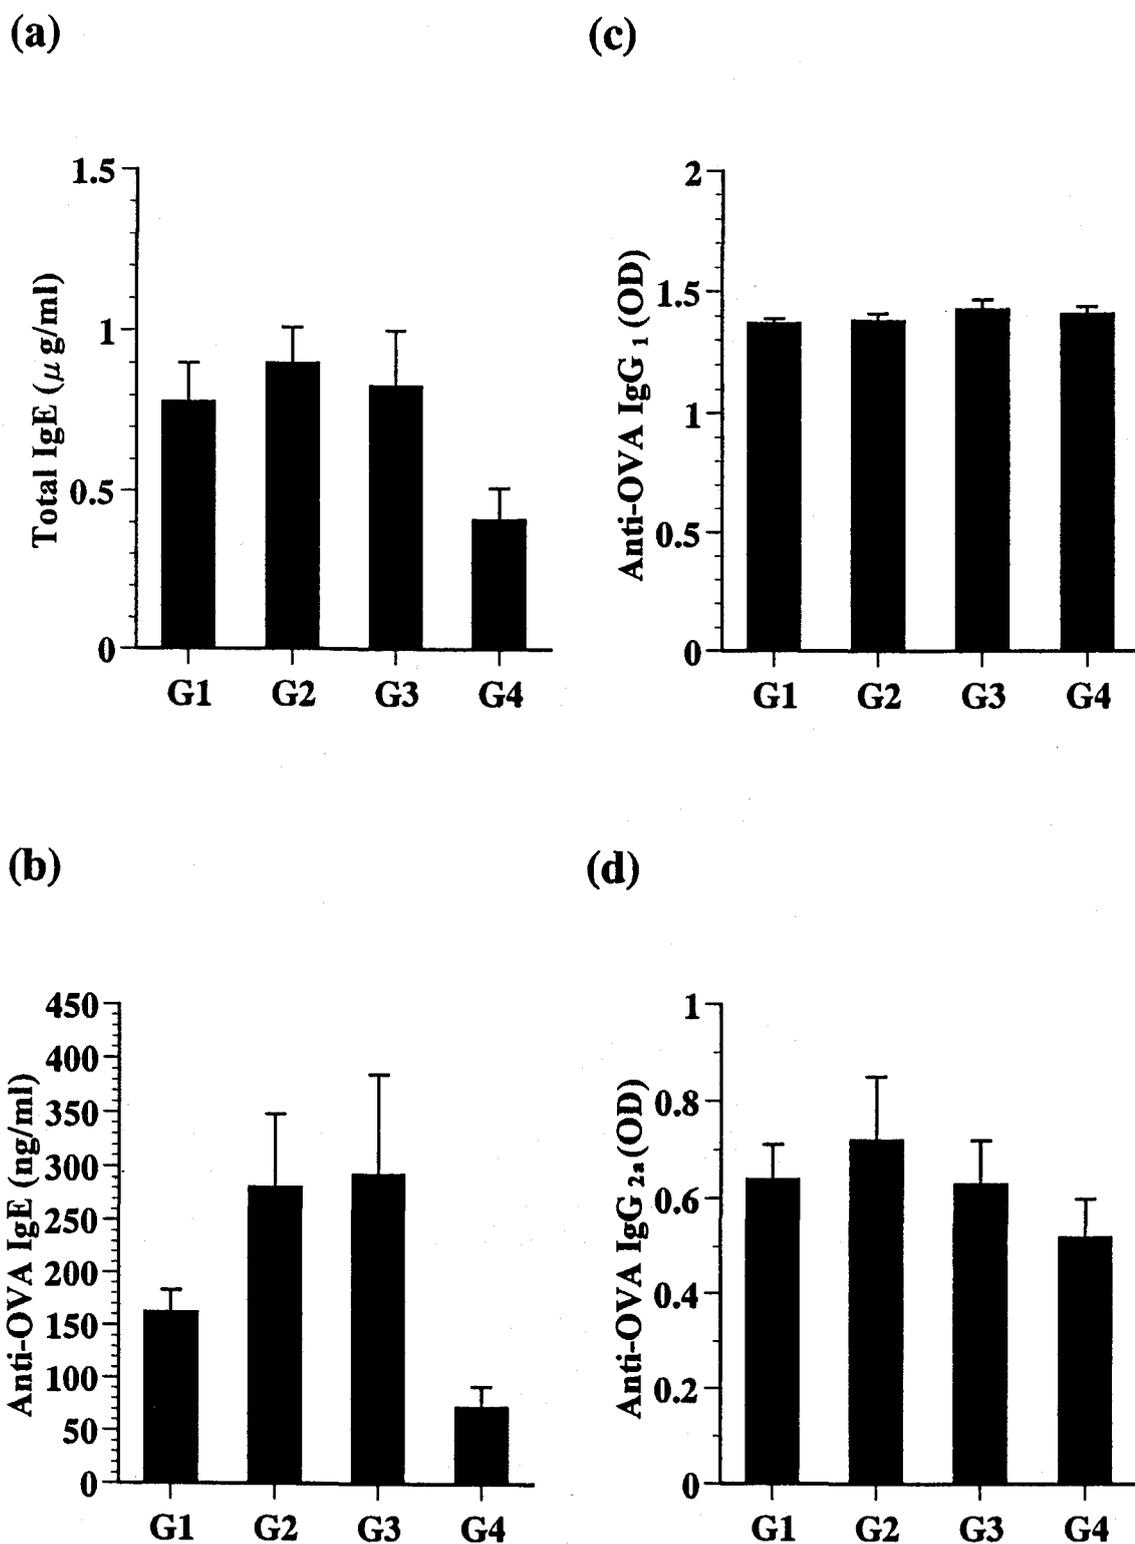 (a)
Total IgE (μg/ml)
1.5
1
0.5
0
G1 G2 G3 G4
(c)
Anti-OVA IgG1 (OD)
2
1.5
1
0.5
0
G1 G2 G3 G4
(b)
Anti-OVA IgE (ng/ml)
450
400
350
300
250
200
150
100
50
0
G1 G2 G3 G4
(d)
Anti-OVA IgG2a (OD)
1
0.8
0.6
0.4
0.2
0
G1 G2 G3 G4